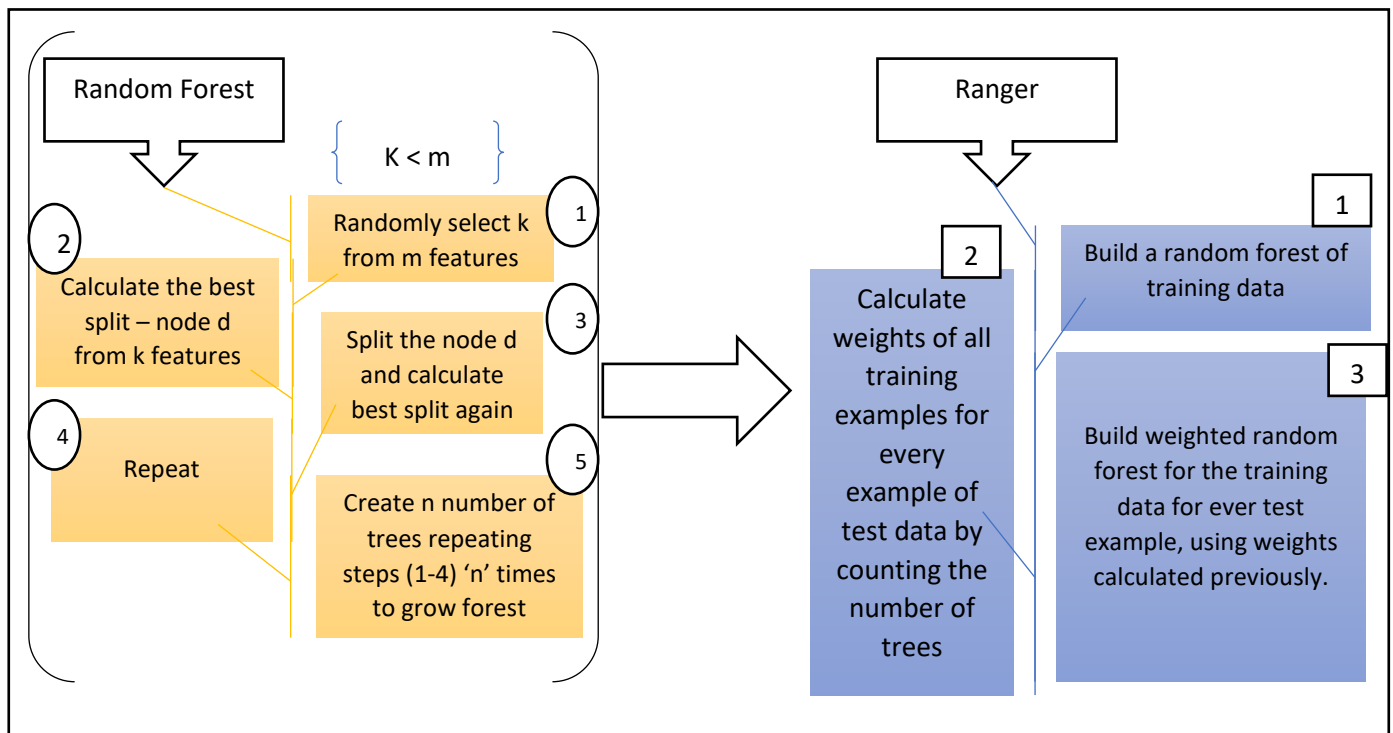 Random Forest
K < m
1
Randomly select k
from m features
2
Calculate the best
split – node d
from k features
3
Split the node d
and calculate
best split again
4
Repeat
5
Create n number of
trees repeating
steps (1-4) ‘n’ times
to grow forest
Ranger
1
Build a random forest of
training data
2
Calculate
weights of all
training
examples for
every
example of
test data by
counting the
number of
trees
3
Build weighted random
forest for the training
data for ever test
example, using weights
calculated previously.